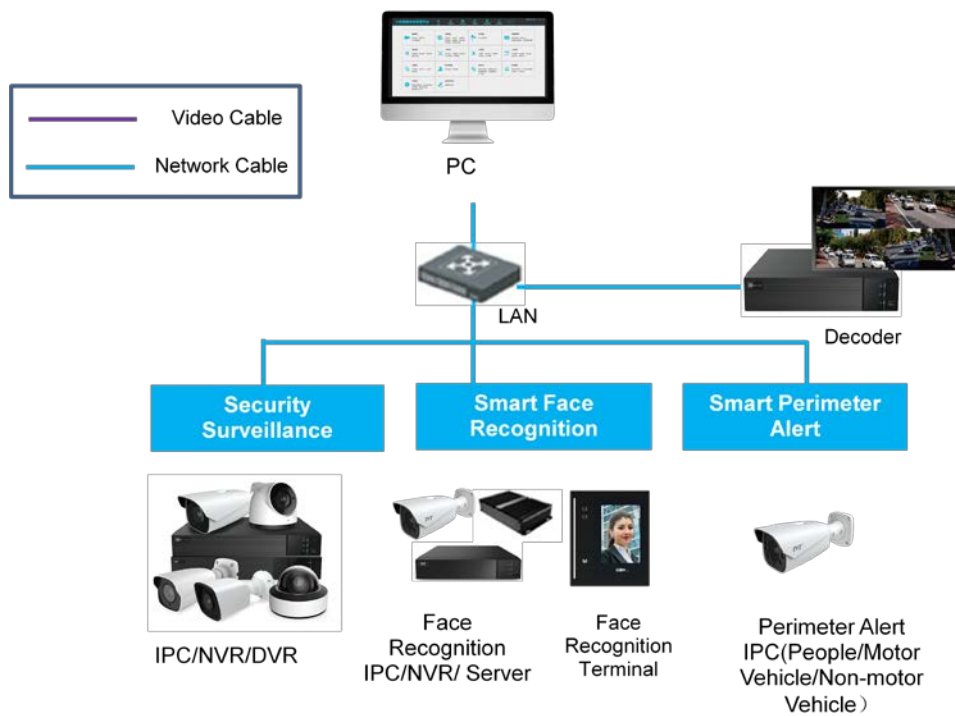 Video Cable
Network Cable
PC
LAN
Decoder
Security
Surveillance
Smart Face
Recognition
Smart Perimeter
Alert
IPC/NVR/DVR
Face
Recognition
IPC/NVR/ Server
Face
Recognition
Terminal
Perimeter Alert
IPC(People/Motor
Vehicle/Non-motor
Vehicle）